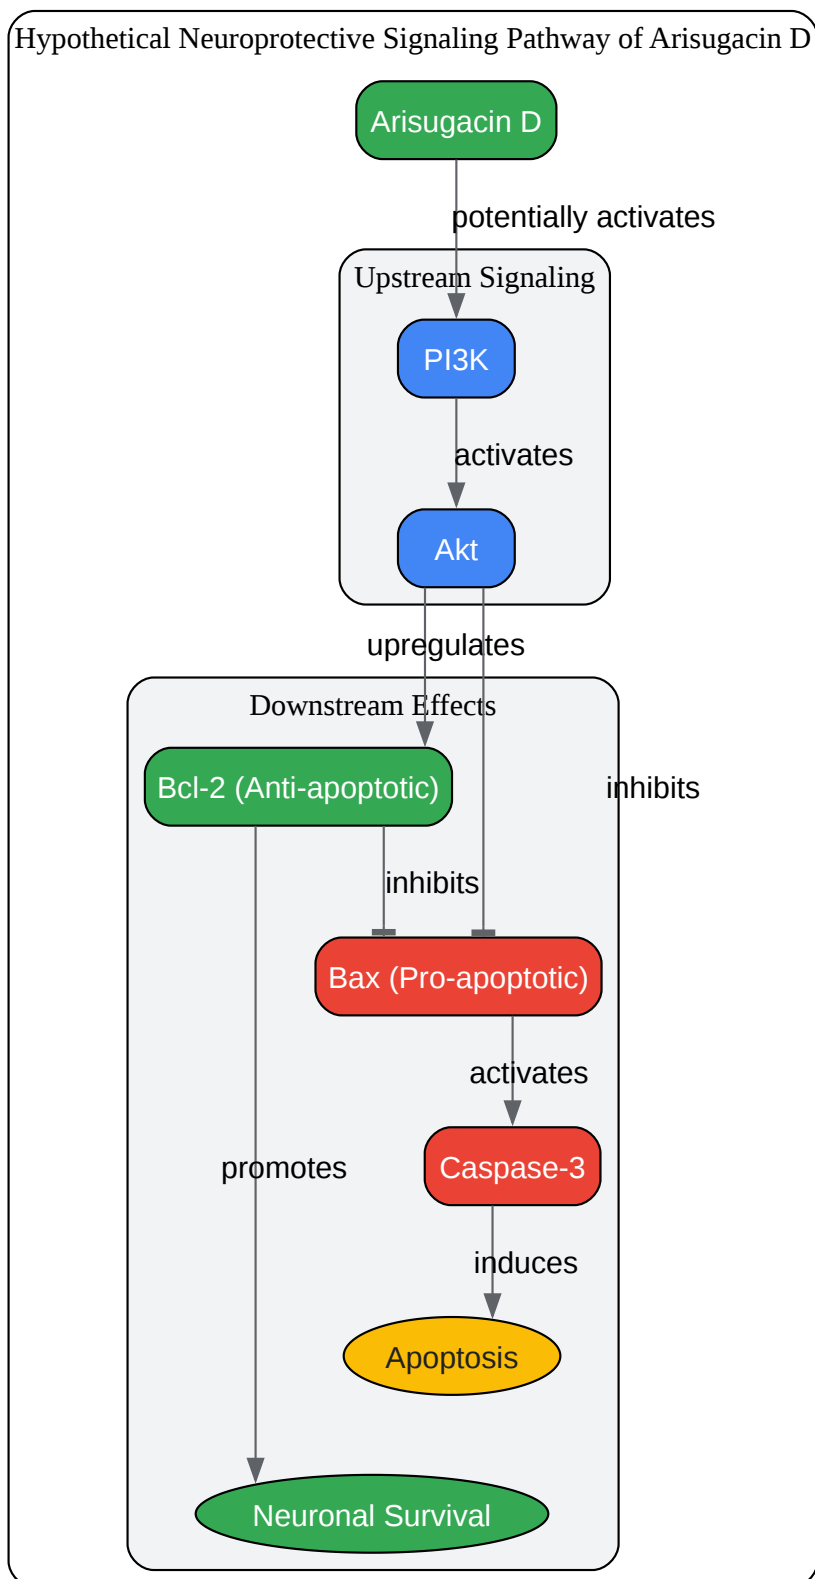 Hypothetical Neuroprotective Signaling Pathway of Arisugacin D
Arisugacin D
potentially activates
Upstream Signaling
PI3K
activates
Akt
upregulates
Downstream Effects
Bcl-2 (Anti-apoptotic)
inhibits
inhibits
Bax (Pro-apoptotic)
activates
Caspase-3
promotes
induces
Apoptosis
Neuronal Survival